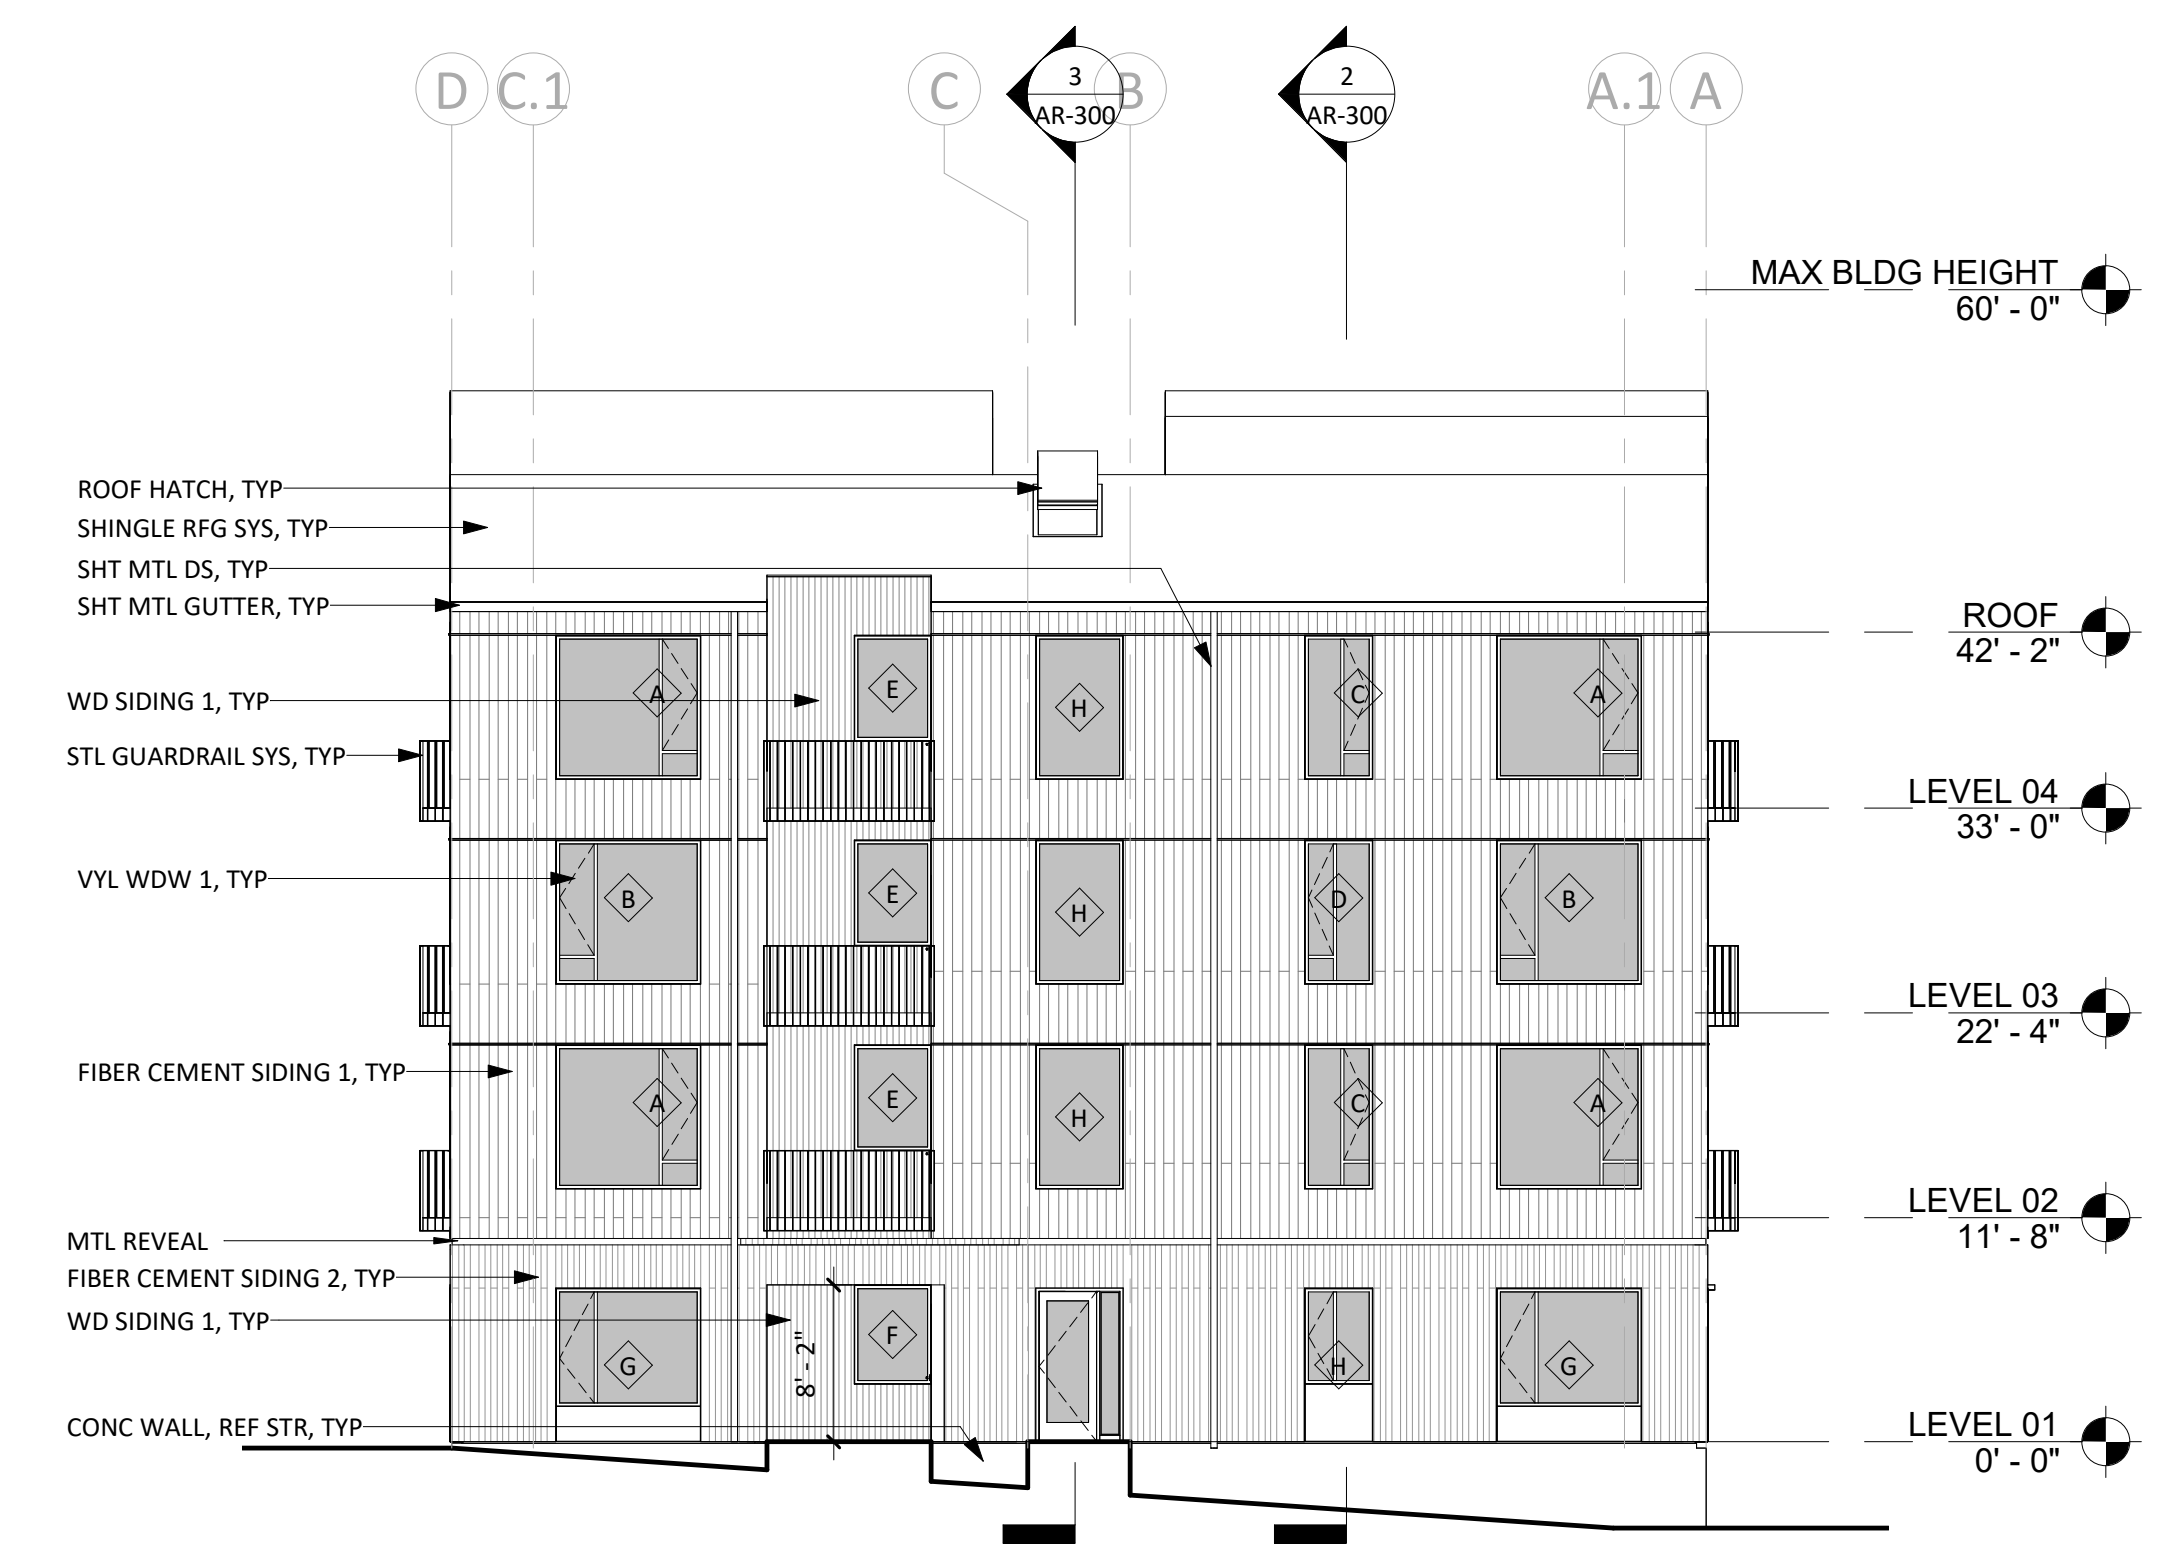 D
C.1
C
3
AR-300
B
2
AR-300
A.1
A
MAX BLDG HEIGHT
60' - 0"
ROOF HATCH, TYP
SHINGLE RFG SYS, TYP
SHT MTL DS, TYP
SHT MTL GUTTER, TYP
ROOF
42' - 2"
WD SIDING 1, TYP
A
E
H
C
A
STL GUARDRAIL SYS, TYP
LEVEL 04
33' - 0"
VYL WDW 1, TYP
B
E
H
D
B
LEVEL 03
22' - 4"
FIBER CEMENT SIDING 1, TYP
A
E
H
C
A
LEVEL 02
11' - 8"
MTL REVEAL
FIBER CEMENT SIDING 2, TYP
WD SIDING 1, TYP
8' - 2"
G
F
H
G
CONC WALL, REF STR, TYP
LEVEL 01
0' - 0"